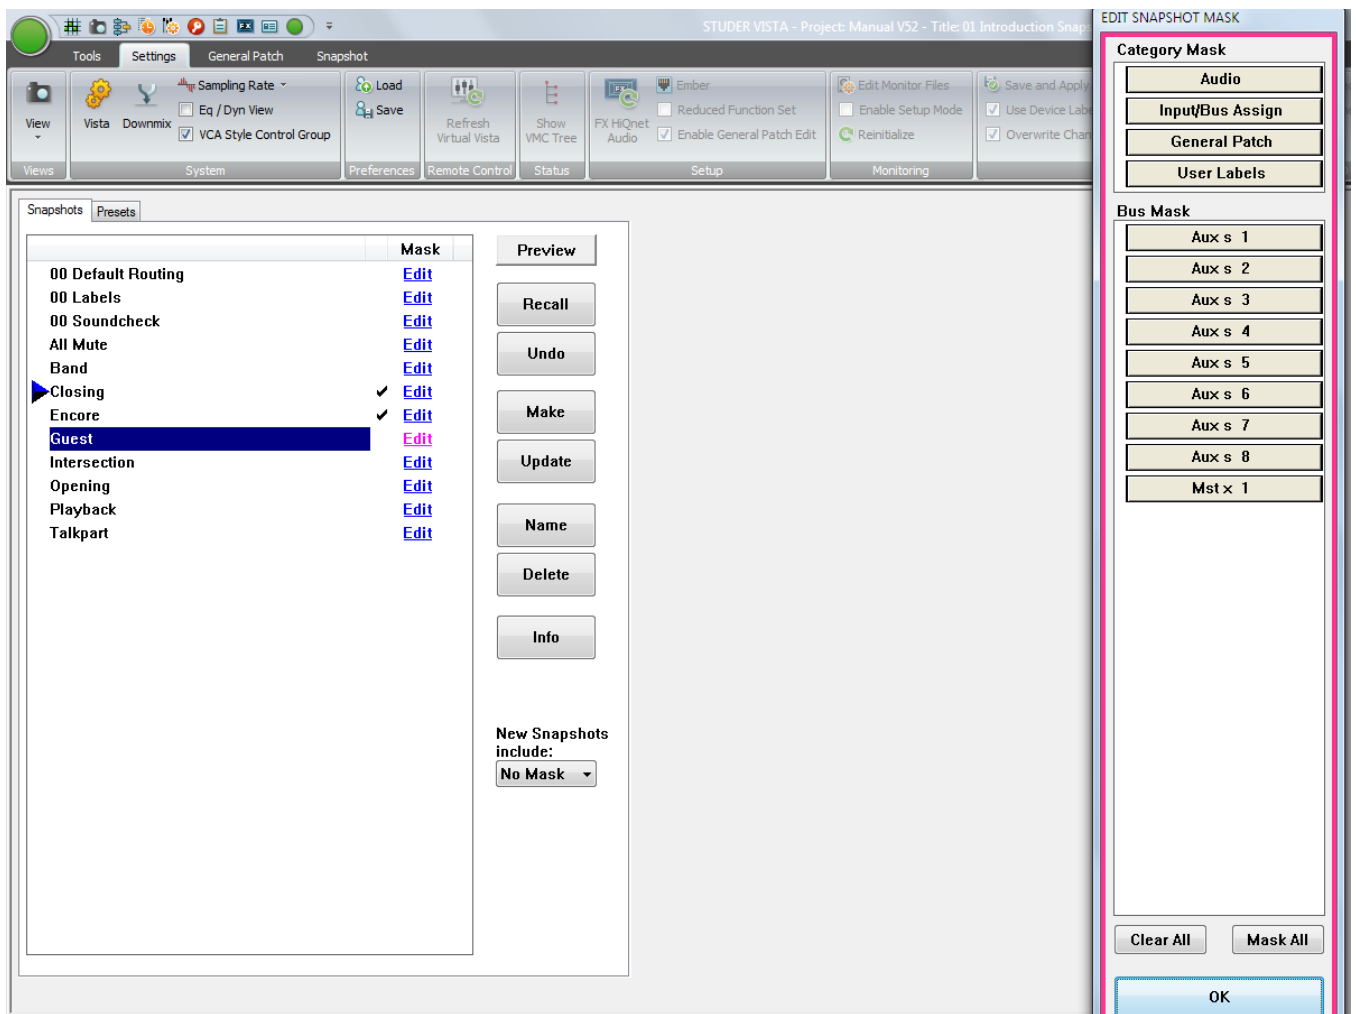 STUDER VISTA - Project: Manual V52 - Title: 01 Introduction Snaps
EDIT SNAPSHOT MASK
Tools Settings General Patch Snapshot
View
Views
Vista Downmix
Sampling Rate
Eq / Dyn View
VCA Style Control Group
System
Load
Save
Preferences
Refresh
Virtual Vista
Remote Control
Show
VMC Tree
Status
FX HiQnet
Audio
Ember
Reduced Function Set
Enable General Patch Edit
Setup
Edit Monitor Files
Enable Setup Mode
Reinitialize
Monitoring
Save and Apply
Use Device Labe
Overwrite Chan
Snapshots Presets
Mask
00 Default Routing Edit
00 Labels Edit
00 Soundcheck Edit
All Mute Edit
Band Edit
Closing Edit
Encore Edit
Guest Edit
Intersection Edit
Opening Edit
Playback Edit
Talkpart Edit
Preview
Recall
Undo
Make
Update
Name
Delete
Info
New Snapshots
include:
No Mask
Category Mask
Audio
Input/Bus Assign
General Patch
User Labels
Bus Mask
Aux s 1
Aux s 2
Aux s 3
Aux s 4
Aux s 5
Aux s 6
Aux s 7
Aux s 8
Mst x 1
Clear All Mask All
OK